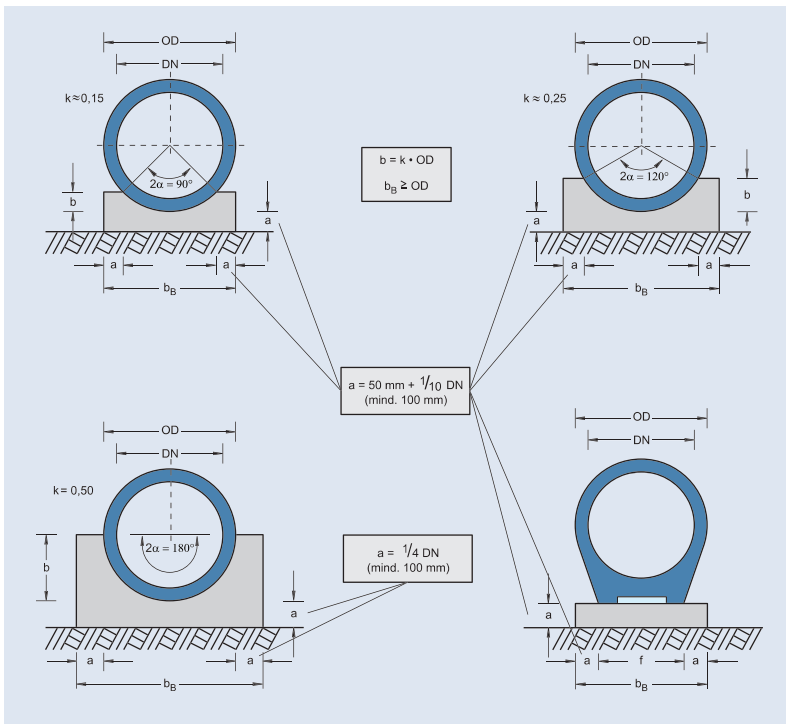 OD
DN
k≈0,15
2α = 90°
b
a
a
a
b_B
b = k • OD
b_B ≧ OD
OD
DN
k ≈ 0,25
2α = 120°
b
a
a
a
b_B
a = 50 mm + 1/10 DN
(mind. 100 mm)
OD
DN
k = 0,50
2α = 180°
b
a
a
a
b_B
a = 1/4 DN
(mind. 100 mm)
OD
DN
a
a
f
a
b_B